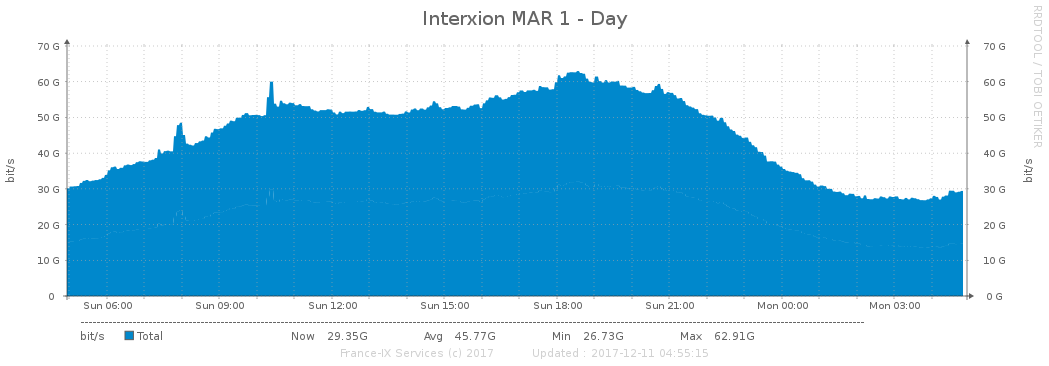 Interxion MAR 1 - Day
RRDTOOL / TOBI OETIKER
70 G 70 G
60 G 60 G
50 G 50 G
40 G 40 G
30 G 30 G
20 G 20 G
10 G 10 G
0 0 G
bit/s bit/s
Sun 06:00 Sun 09:00 Sun 12:00 Sun 15:00 Sun 18:00 Sun 21:00 Mon 00:00 Mon 03:00
bit/s Total Now 29.35G Avg 45.77G Min 26.73G Max 62.91G
France-IX Services (c) 2017 Updated : 2017-12-11 04:55:15